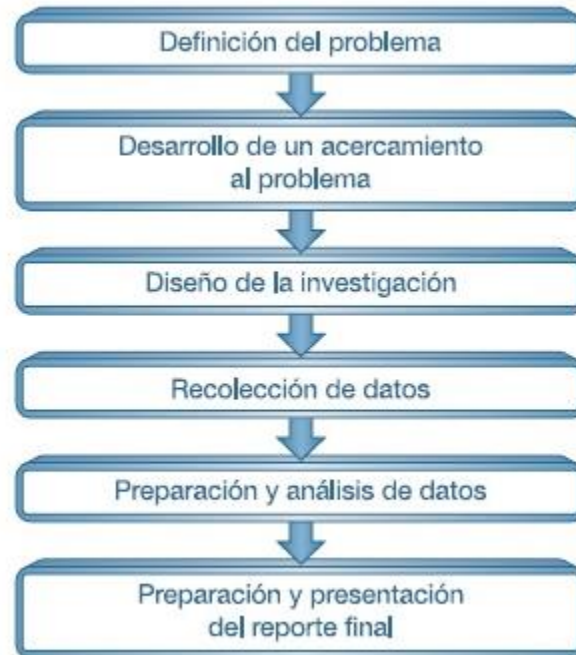 Definición del problema
Desarrollo de un acercamiento
al problema
Diseño de la investigación
Recolección de datos
Preparación y análisis de datos
Preparación y presentación
del reporte final